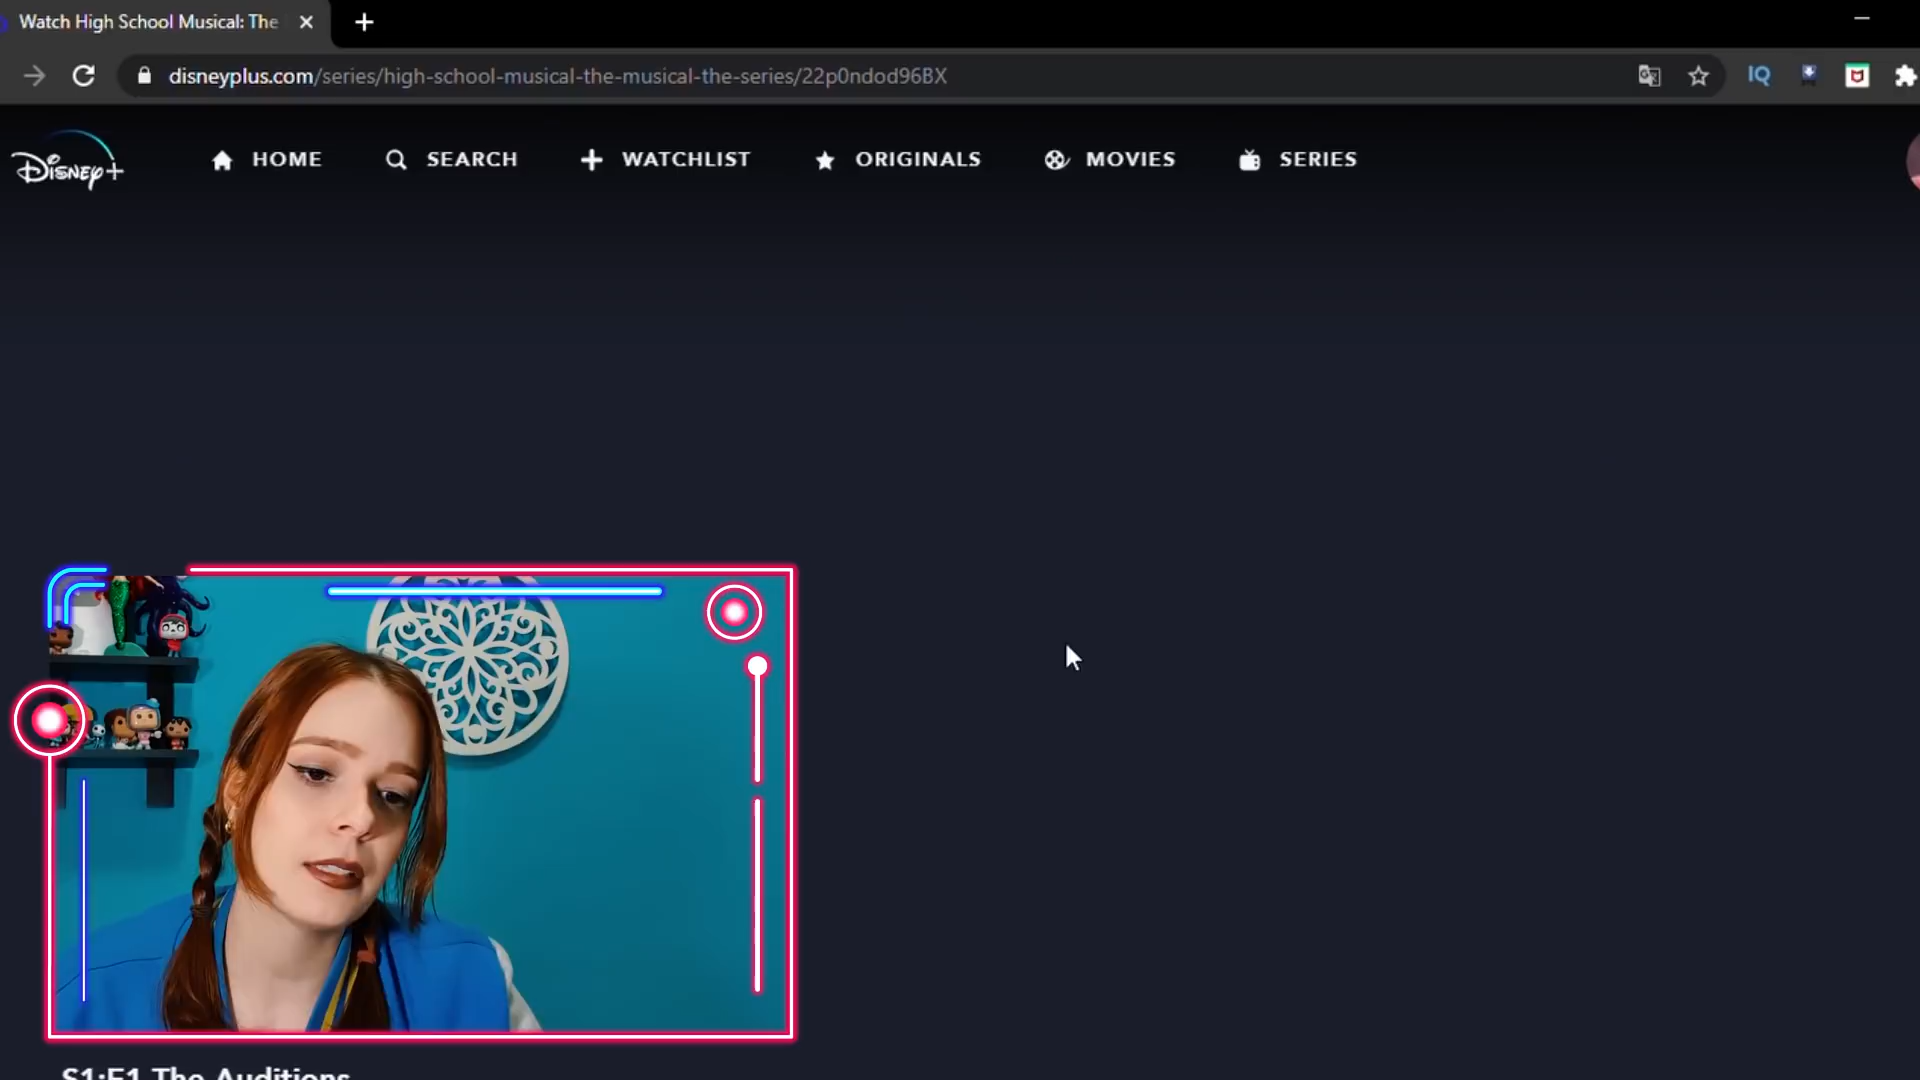 Watch High School Musical: The
disneyplus.com/series/high-school-musical-the-musical-the-series/22p0ndod96BX
IQ
Disney+
HOME
SEARCH
WATCHLIST
ORIGINALS
MOVIES
SERIES
S1:E1 The Auditions